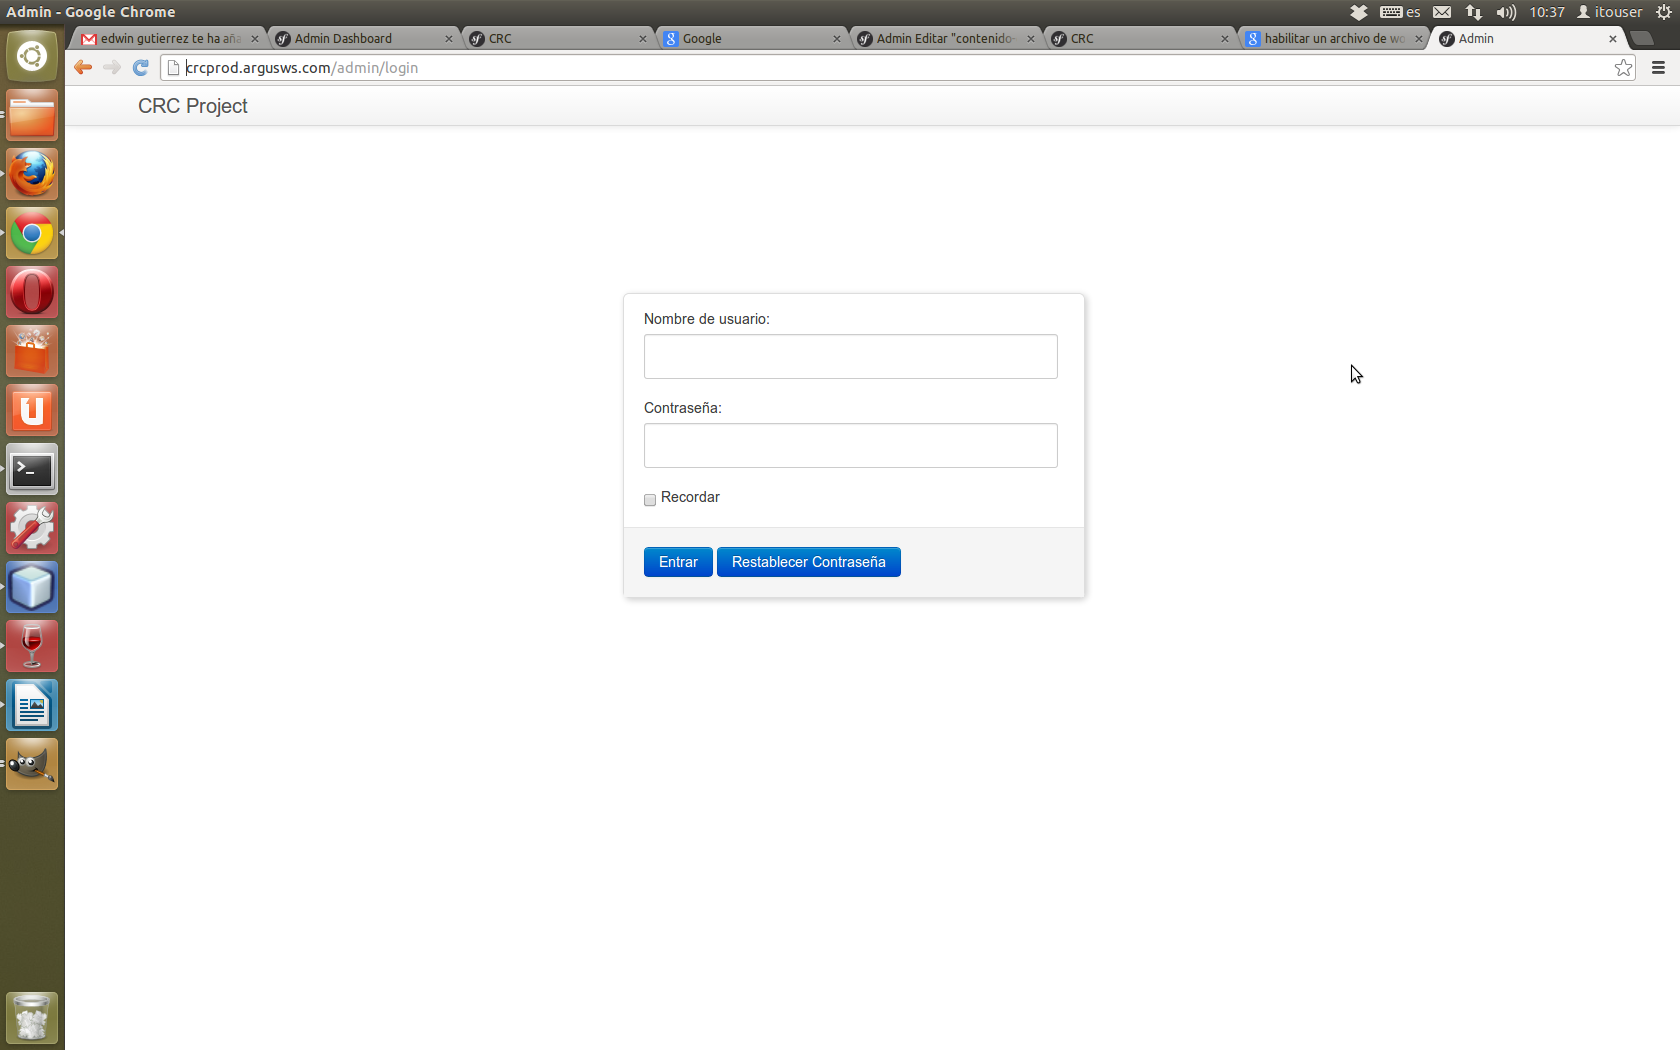 Admin - Google Chrome
es
10:37
itouser
edwin gutierrez te ha aña
Admin Dashboard
CRC
Google
Admin Editar "contenido-
CRC
habilitar un archivo de wo
Admin
crcprod.argusws.com/admin/login
CRC Project
Nombre de usuario:
Contraseña:
Recordar
Entrar
Restablecer Contraseña